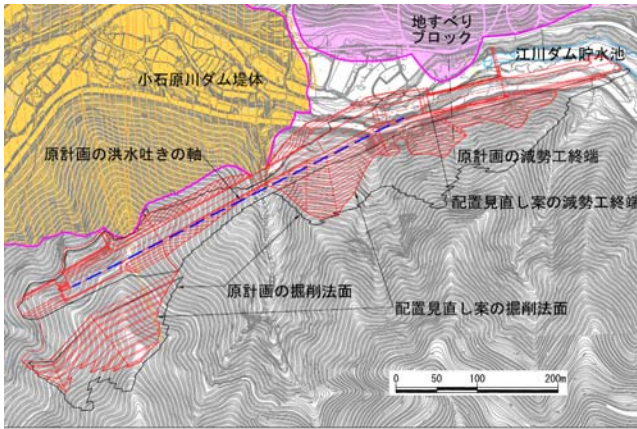 地すべり
ブロック
江川ダム貯水池
小石原川ダム堤体
原計画の洪水吐きの軸
原計画の減勢工終端
配置見直し案の減勢工終端
原計画の掘削法面
配置見直し案の掘削法面
0 50 100 200m